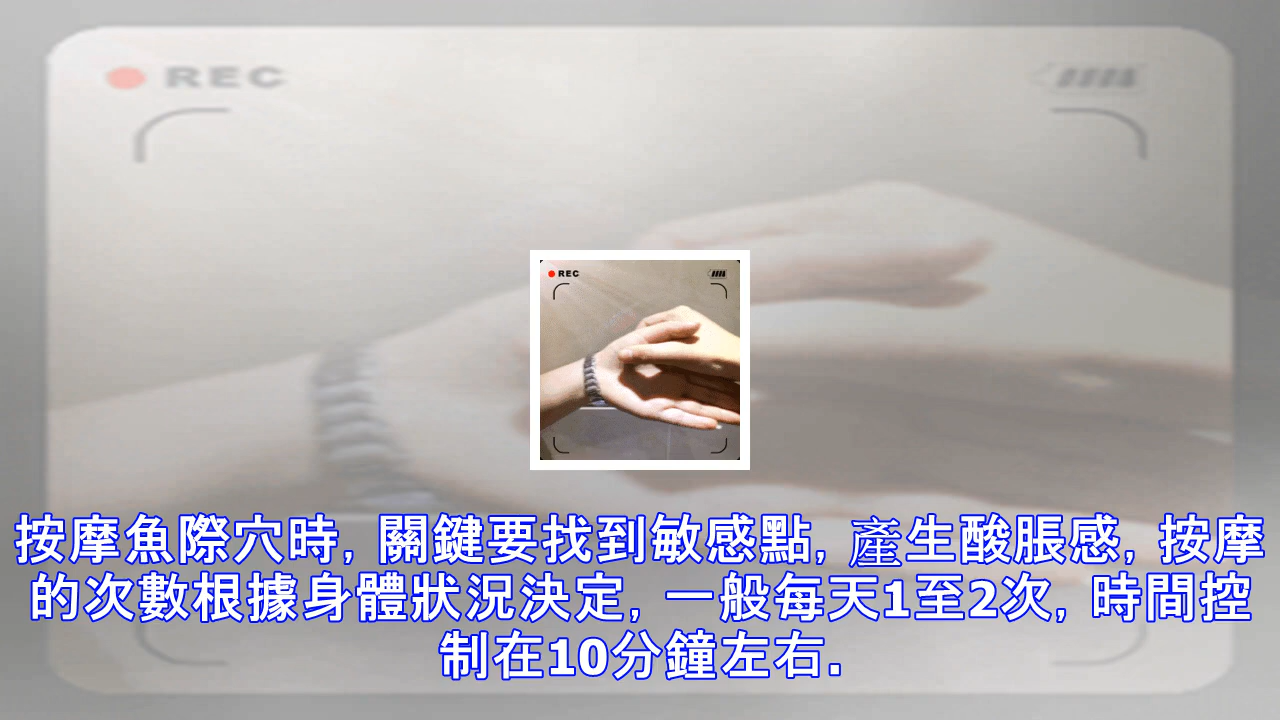 REC
REC
按摩魚際穴時, 關鍵要找到敏感點, 產生酸脹感, 按摩
的次數根據身體狀況決定, 一般每天1至2次, 時間控
制在10分鐘左右.